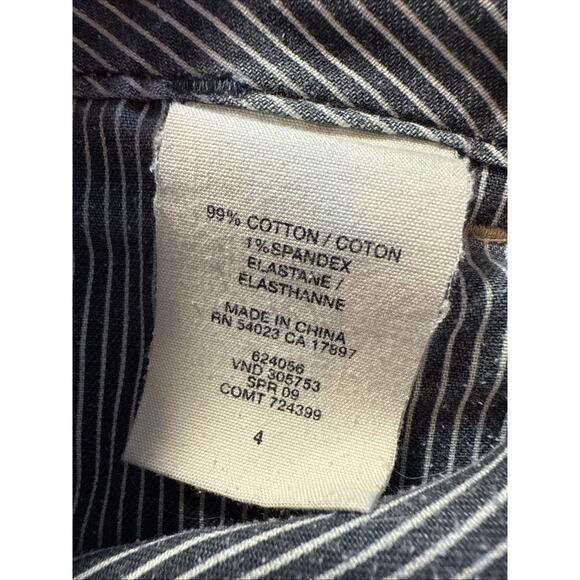 99% COTTON / COTON
1% SPANDEX
ELASTANE /
ELASTHANNE
MADE IN CHINA
RN 54023 CA 17897
624056
VND 305753
SPR 09
COMT 724399
4